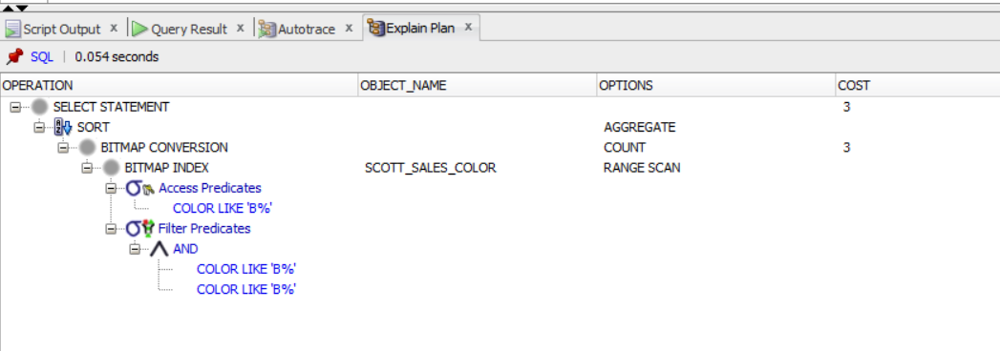 Script Output x Query Result x Autotrace x Explain Plan x
SQL | 0.054 seconds
OPERATION OBJECT_NAME OPTIONS COST
SELECT STATEMENT 3
SORT AGGREGATE
BITMAP CONVERSION COUNT 3
BITMAP INDEX SCOTT_SALES_COLOR RANGE SCAN
Access Predicates
COLOR LIKE 'B%'
Filter Predicates
AND
COLOR LIKE 'B%'
COLOR LIKE 'B%'